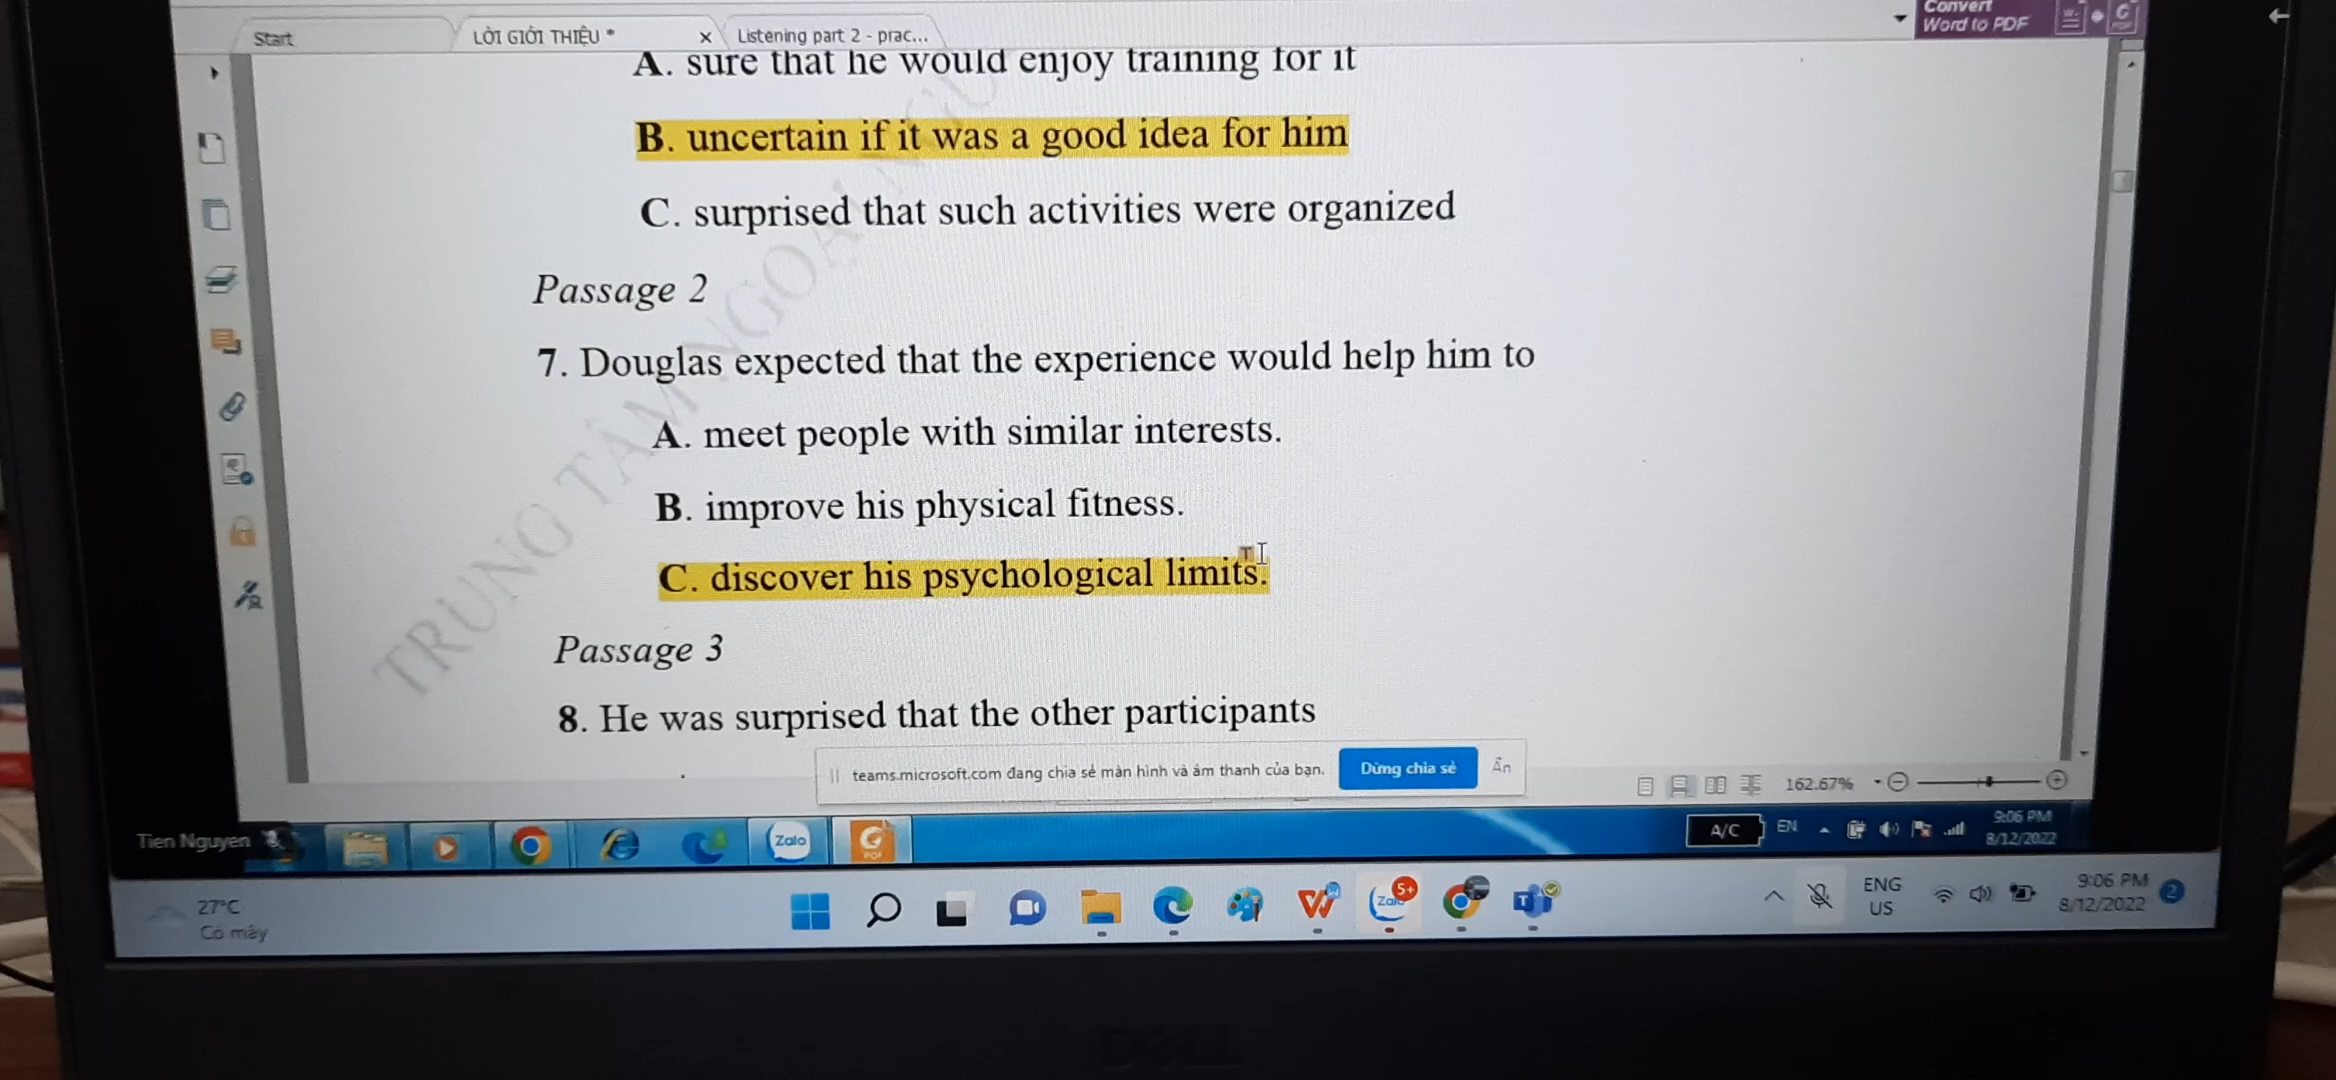 Convert
Word to PDF
Start
LỜI GIỚI THIỆU *
x
Listening part 2 - prac...
A. sure that he would enjoy training for it
B. uncertain if it was a good idea for him
C. surprised that such activities were organized
Passage 2
7. Douglas expected that the experience would help him to
A. meet people with similar interests.
B. improve his physical fitness.
C. discover his psychological limits.
Passage 3
8. He was surprised that the other participants
TRUNG TÂM NGOẠI NGỮ
teams.microsoft.com đang chia sẻ màn hình và âm thanh của bạn.
Dừng chia sẻ
Ẩn
162.67%
Tien Nguyen
Zalo
PDF
A/C
EN
9:06 PM
8/12/2022
27°C
Có mây
5+
ENG
US
9:06 PM
8/12/2022
2
DELL